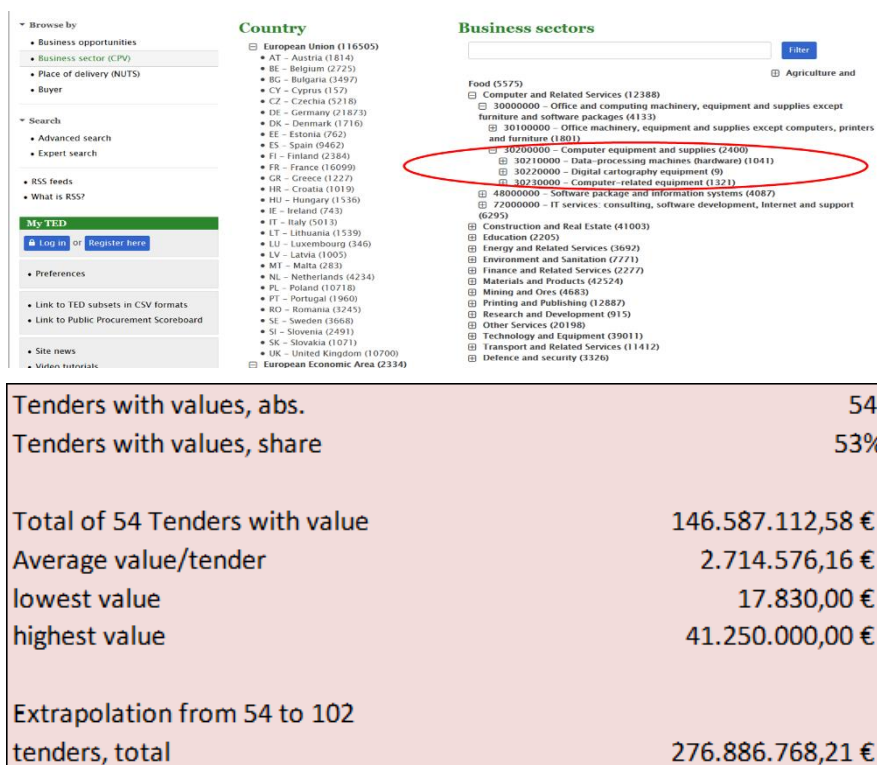 Browse by
Business opportunities
Business sector (CPV)
Place of delivery (NUTS)
Buyer
Search
Advanced search
Expert search
RSS feeds
What is RSS?
My TED
Log in or Register here
Preferences
Link to TED subsets in CSV formats
Link to Public Procurement Scoreboard
Site news
Video tutorials
Country
European Union (116505)
AT – Austria (1814)
BE – Belgium (2725)
BG – Bulgaria (3497)
CY – Cyprus (157)
CZ – Czechia (5218)
DE – Germany (21873)
DK – Denmark (1716)
EE – Estonia (762)
ES – Spain (9462)
FI – Finland (2384)
FR – France (16099)
GR – Greece (1227)
HR – Croatia (1019)
HU – Hungary (1536)
IE – Ireland (743)
IT – Italy (5013)
LT – Lithuania (1539)
LU – Luxembourg (346)
LV – Latvia (1005)
MT – Malta (283)
NL – Netherlands (4234)
PL – Poland (10718)
PT – Portugal (1960)
RO – Romania (3245)
SE – Sweden (3668)
SI – Slovenia (2491)
SK – Slovakia (1071)
UK – United Kingdom (10700)
European Economic Area (2334)
Business sectors
Filter
Agriculture and
Food (5575)
Computer and Related Services (12388)
30000000 – Office and computing machinery, equipment and supplies except
furniture and software packages (4133)
30100000 – Office machinery, equipment and supplies except computers, printers
and furniture (1801)
30200000 – Computer equipment and supplies (2400)
30210000 – Data-processing machines (hardware) (1041)
30220000 – Digital cartography equipment (9)
30230000 – Computer-related equipment (1321)
48000000 – Software package and information systems (4087)
72000000 – IT services: consulting, software development, Internet and support
(6295)
Construction and Real Estate (41003)
Education (2205)
Energy and Related Services (3692)
Environment and Sanitation (7771)
Finance and Related Services (2277)
Materials and Products (42524)
Mining and Ores (4683)
Printing and Publishing (12887)
Research and Development (915)
Other Services (20198)
Technology and Equipment (39011)
Transport and Related Services (11412)
Defence and security (3326)
Tenders with values, abs. 54
Tenders with values, share 53%
Total of 54 Tenders with value 146.587.112,58 €
Average value/tender 2.714.576,16 €
lowest value 17.830,00 €
highest value 41.250.000,00 €
Extrapolation from 54 to 102
tenders, total 276.886.768,21 €